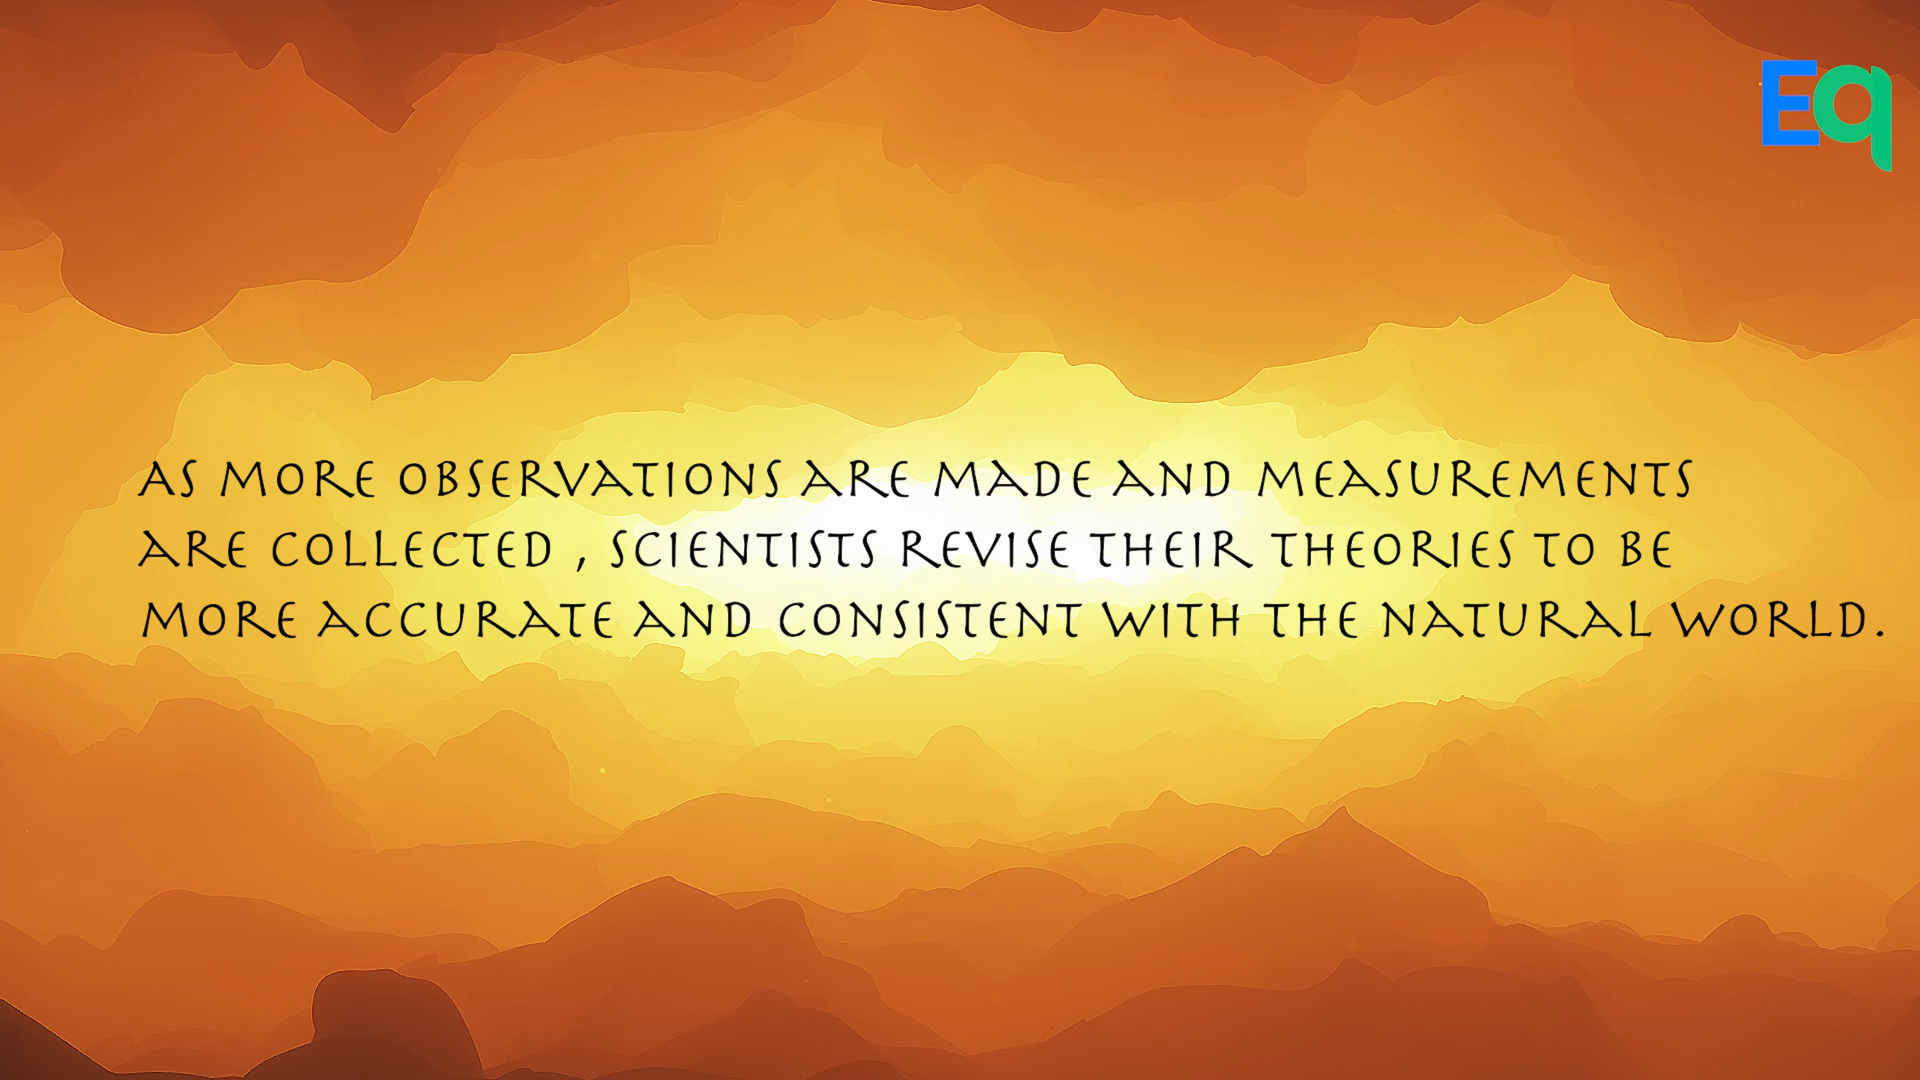 Eq
AS MORE OBSERVATIONS ARE MADE AND MEASUREMENTS
ARE COLLECTED , SCIENTISTS REVISE THEIR THEORIES TO BE
MORE ACCURATE AND CONSISTENT WITH THE NATURAL WORLD.